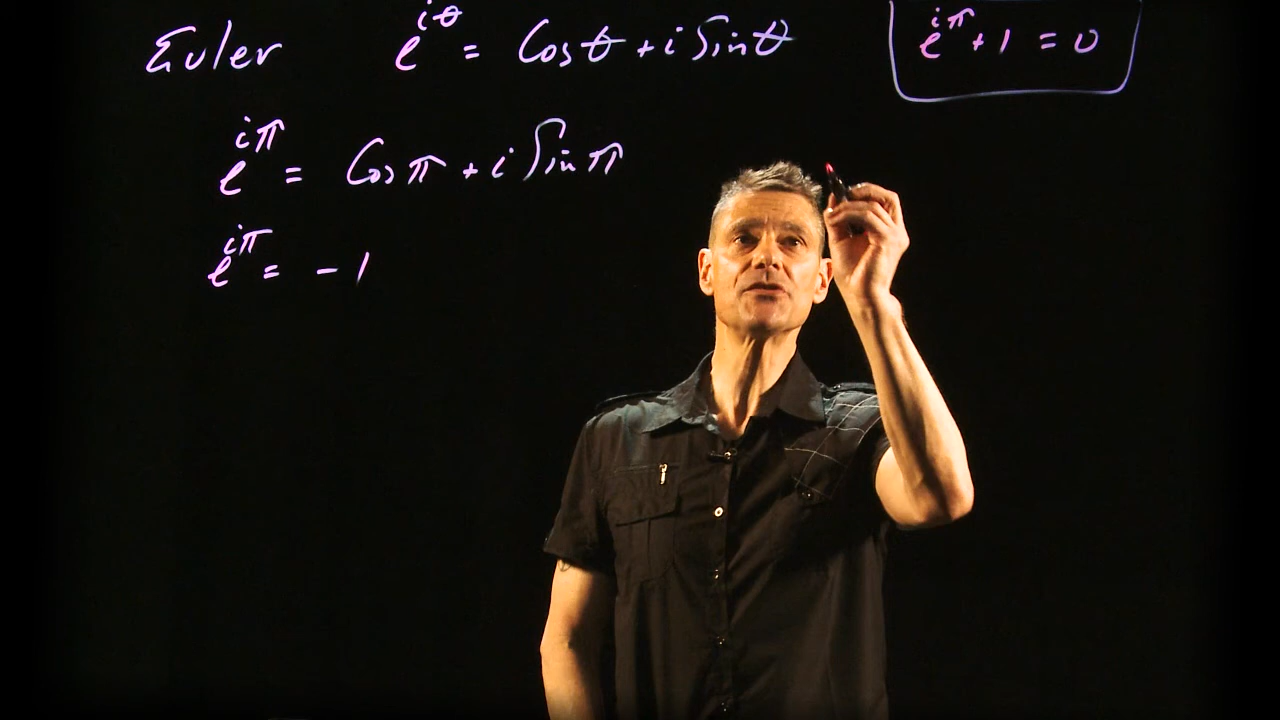 Euler e^{iθ} = Cosθ + i Sinθ e^{iπ} + 1 = 0
e^{iπ} = Cosπ + i Sinπ
e^{iπ} = -1